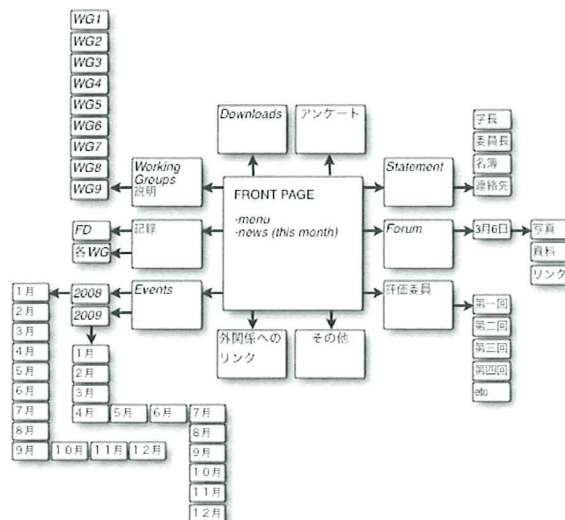 WG1
WG2
WG3
WG4
WG5
WG6
WG7
WG8
WG9
Downloads
アンケート
Working
Groups
説明
FRONT PAGE
-menu
-news (this month)
Statement
学長
委員長
名簿
連絡先
FD
各WG
記録
Forum
3月6日
写真
資料
リンク
2008
2009
Events
評価委員
第一回
第二回
第三回
第四回
etc
外関係への
リンク
その他
1月
2月
3月
4月
5月
6月
7月
8月
9月
10月
11月
12月
1月
2月
3月
4月
5月
6月
7月
8月
9月
10月
11月
12月